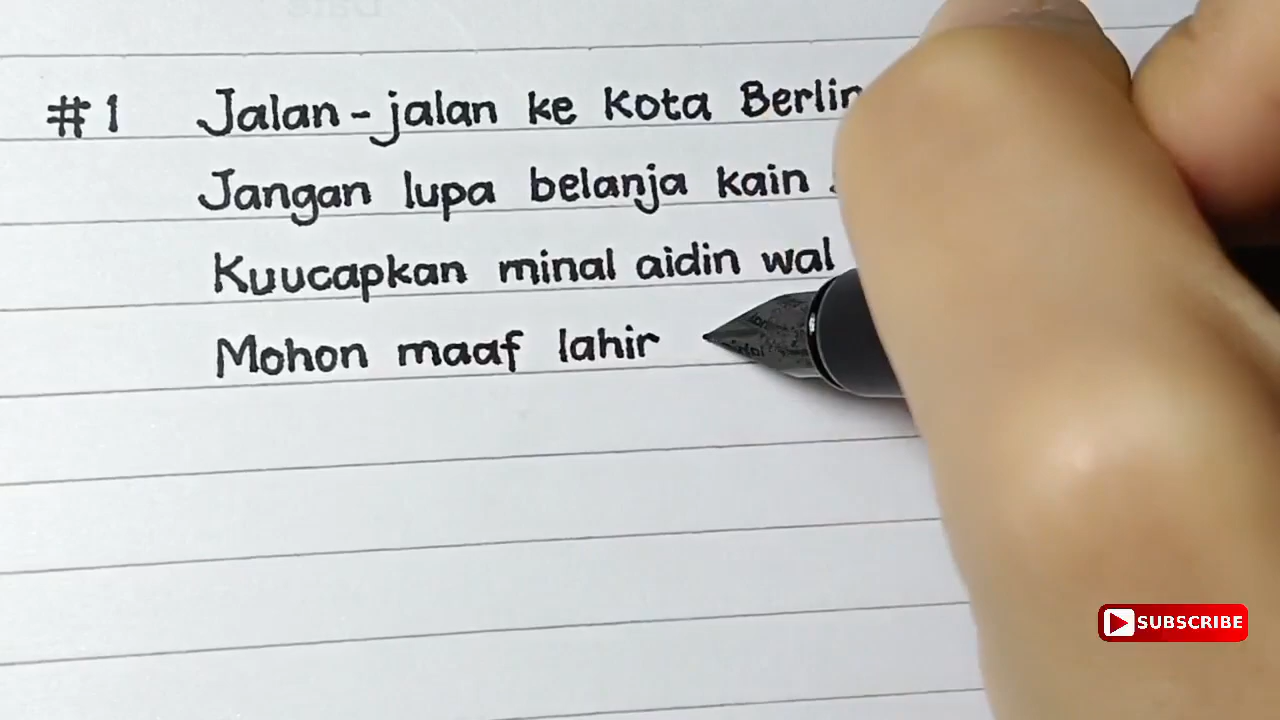 #1 Jalan-jalan ke Kota Berlin
Jangan lupa belanja kain
Kuucapkan minal aidin wal
Mohon maaf lahir
SUBSCRIBE